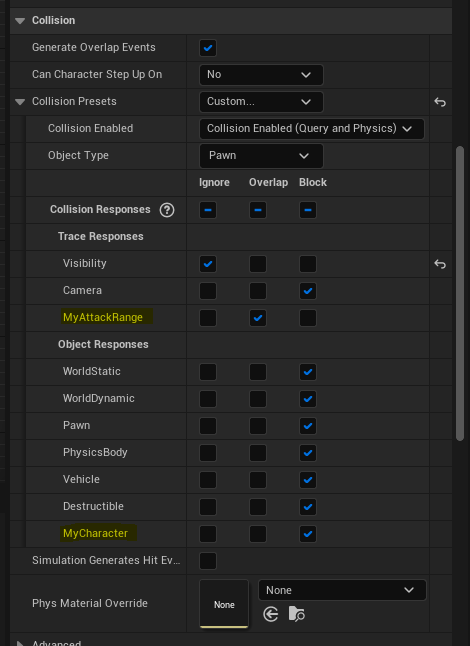 Collision
Generate Overlap Events
Can Character Step Up On No
Collision Presets Custom...
Collision Enabled Collision Enabled (Query and Physics)
Object Type Pawn
Ignore Overlap Block
Collision Responses ?
Trace Responses
Visibility
Camera
MyAttackRange
Object Responses
WorldStatic
WorldDynamic
Pawn
PhysicsBody
Vehicle
Destructible
MyCharacter
Simulation Generates Hit Ev...
Phys Material Override None None
Advanced